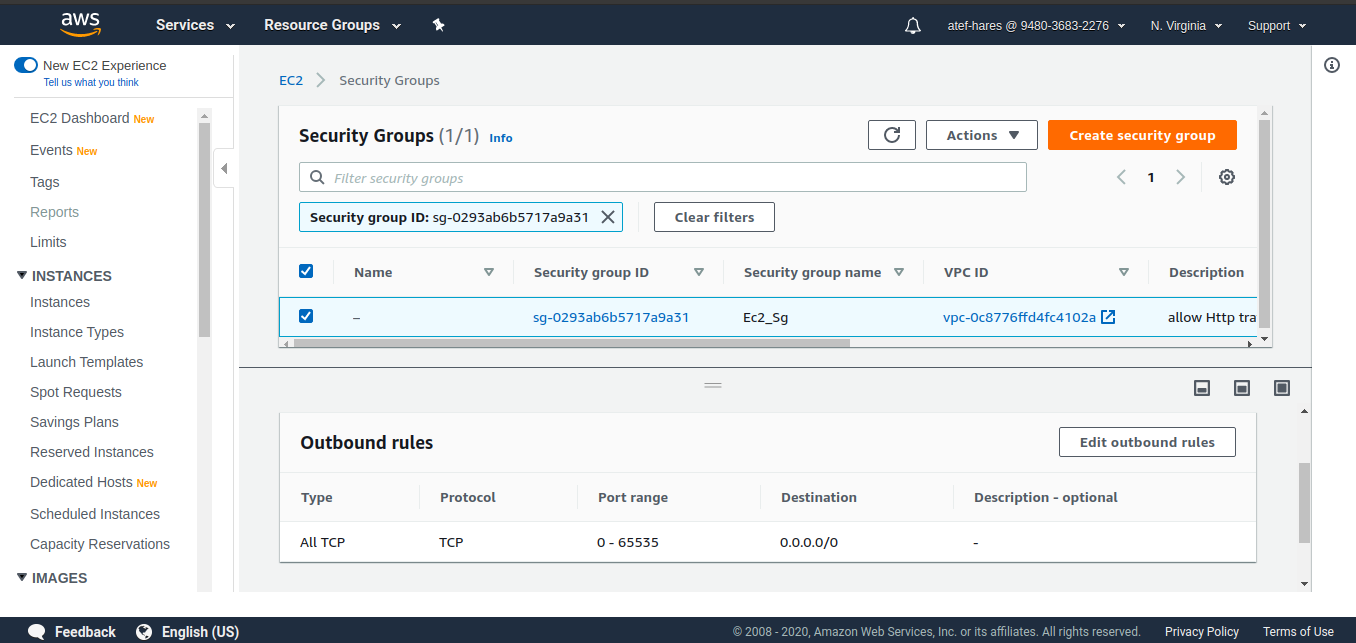 aws Services Resource Groups atef-hares @ 9480-3683-2276 N. Virginia Support
New EC2 Experience
Tell us what you think
EC2 Dashboard New
Events New
Tags
Reports
Limits
INSTANCES
Instances
Instance Types
Launch Templates
Spot Requests
Savings Plans
Reserved Instances
Dedicated Hosts New
Scheduled Instances
Capacity Reservations
IMAGES
EC2 Security Groups
Security Groups (1/1) Info Actions Create security group
Filter security groups 1
Security group ID: sg-0293ab6b5717a9a31 Clear filters
Name Security group ID Security group name VPC ID Description
– sg-0293ab6b5717a9a31 Ec2_Sg vpc-0c8776ffd4fc4102a allow Http tra
Outbound rules Edit outbound rules
Type Protocol Port range Destination Description - optional
All TCP TCP 0 - 65535 0.0.0.0/0 -
Feedback English (US) © 2008 - 2020, Amazon Web Services, Inc. or its affiliates. All rights reserved. Privacy Policy Terms of Use